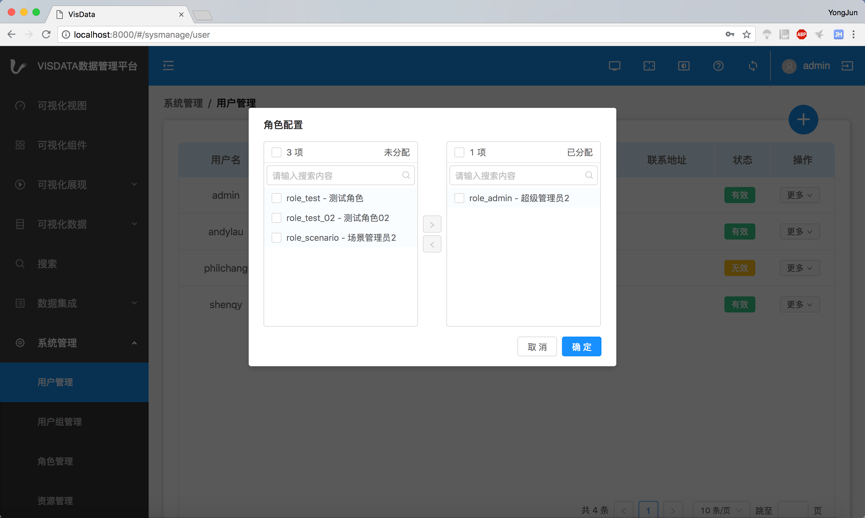 VisData
YongJun
localhost:8000/#/sysmanage/user
ABP
JH
VISDATA数据管理平台
admin
可视化视图
可视化组件
可视化展现
可视化数据
搜索
数据集成
系统管理
用户管理
用户组管理
角色管理
资源管理
系统管理 / 用户管理
用户名
联系地址
状态
操作
admin
有效
更多
andylau
有效
更多
philchang
无效
更多
shenqy
有效
更多
角色配置
3 项
未分配
请输入搜索内容
role_test - 测试角色
role_test_02 - 测试角色02
role_scenario - 场景管理员2
1 项
已分配
请输入搜索内容
role_admin - 超级管理员2
取 消
确 定
共 4 条
1
10 条/页
跳至
页